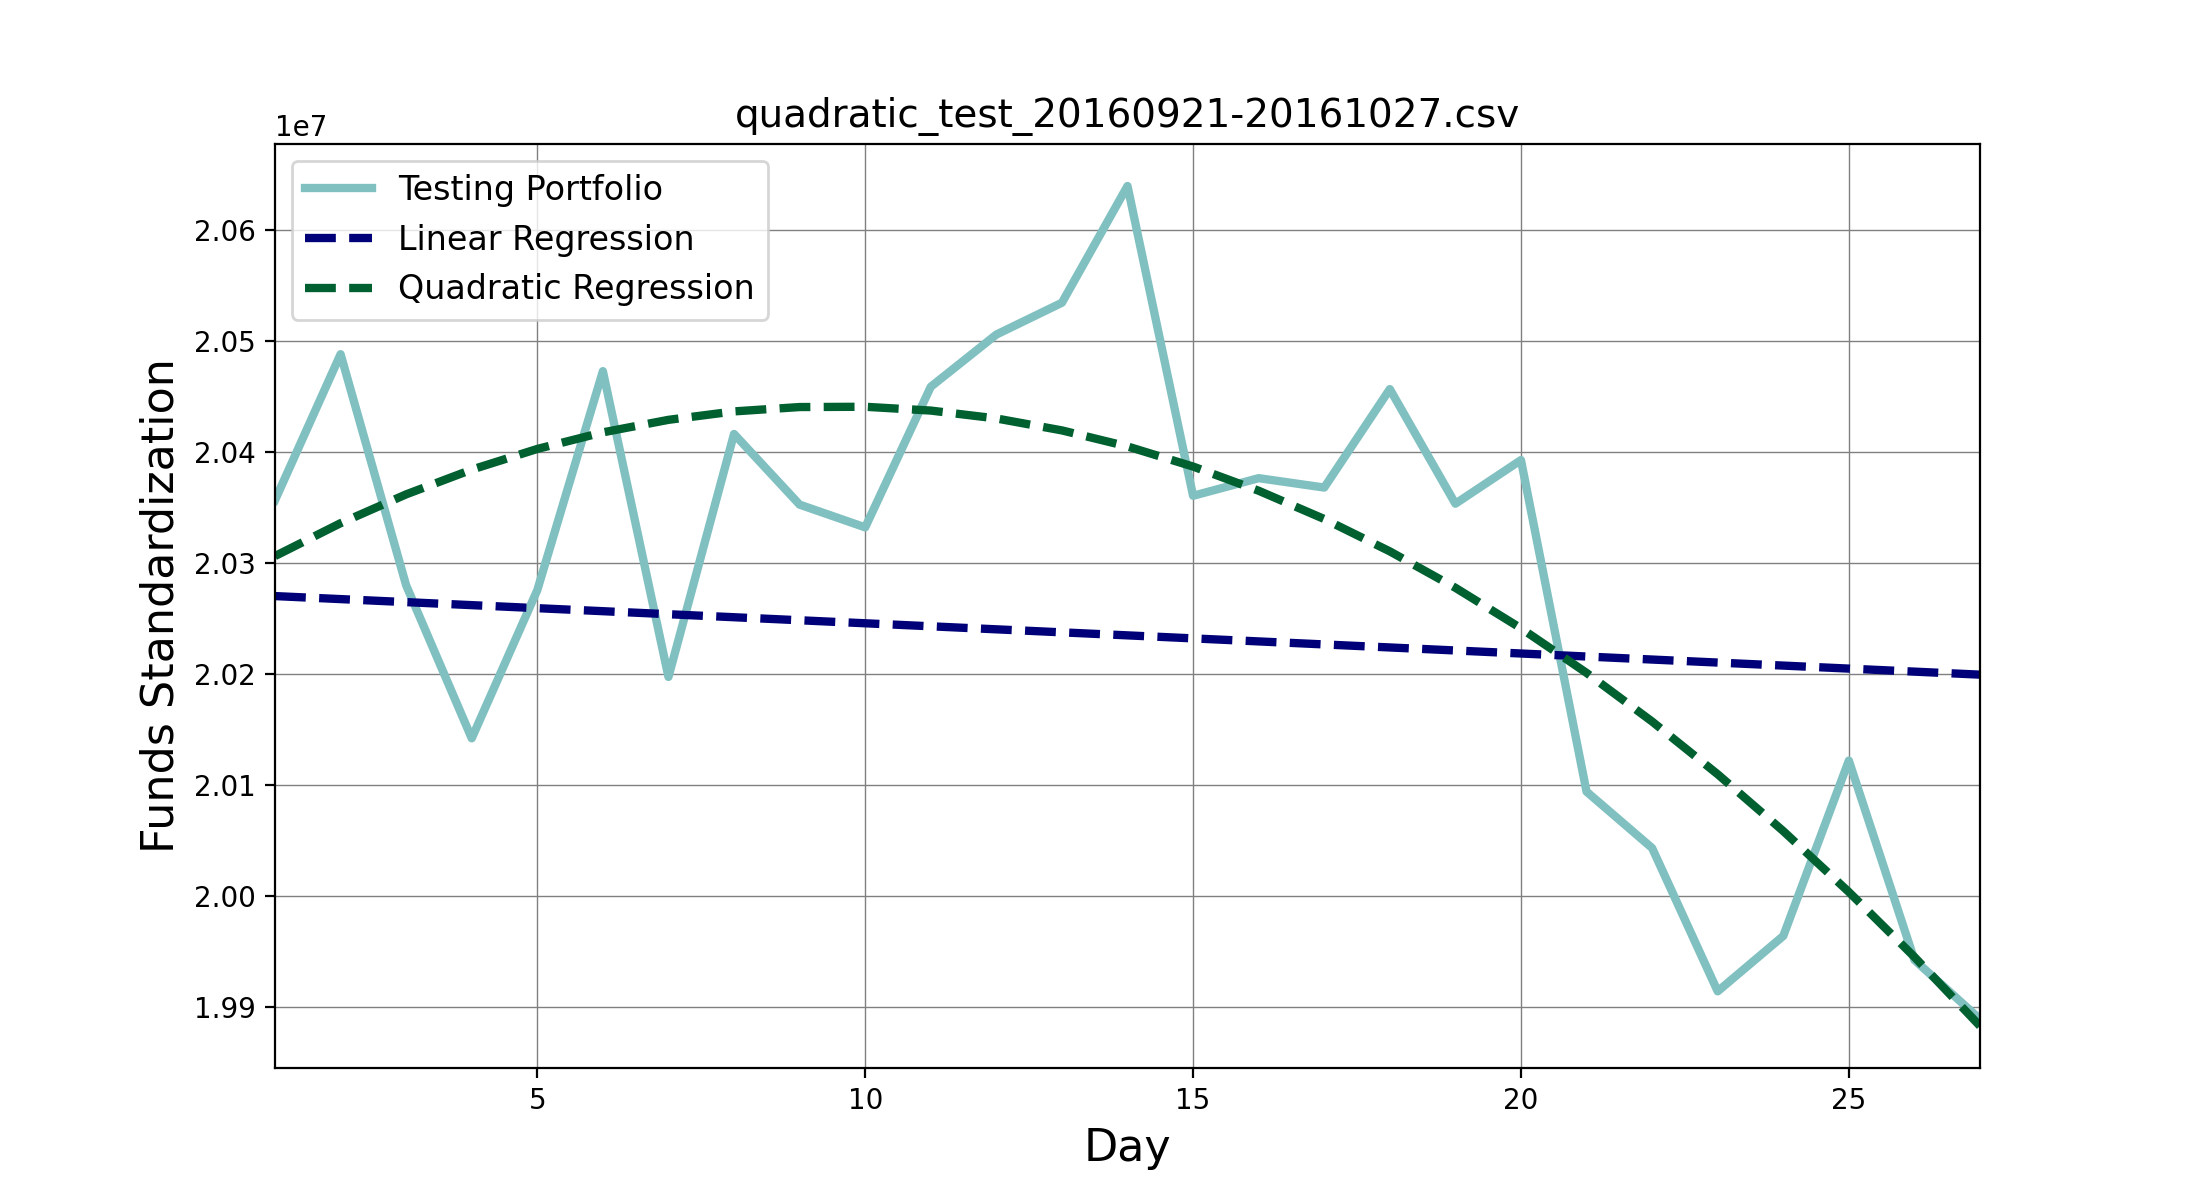 quadratic_test_20160921-20161027.csv
1e7
Testing Portfolio
Linear Regression
Quadratic Regression
2.06
2.05
2.04
2.03
2.02
2.01
2.00
1.99
Funds Standardization
5 10 15 20 25
Day